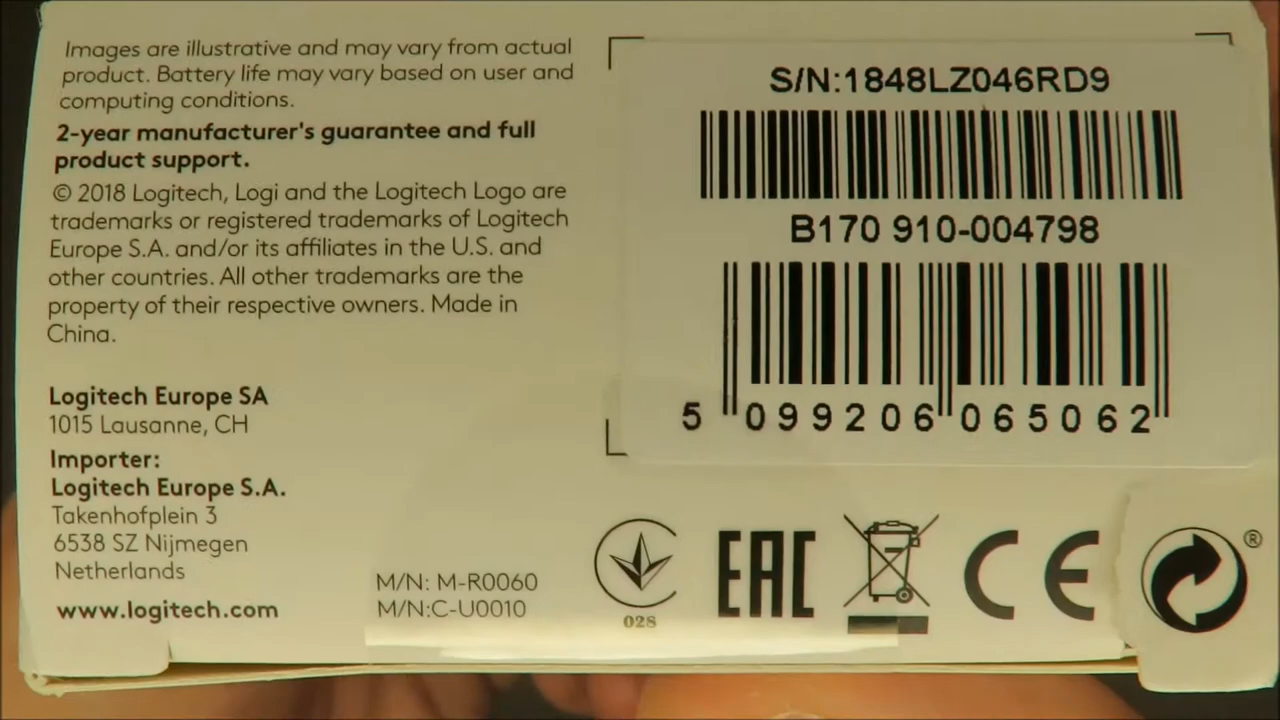 Images are illustrative and may vary from actual
product. Battery life may vary based on user and
computing conditions.
2-year manufacturer's guarantee and full
product support.
© 2018 Logitech, Logi and the Logitech Logo are
trademarks or registered trademarks of Logitech
Europe S.A. and/or its affiliates in the U.S. and
other countries. All other trademarks are the
property of their respective owners. Made in
China.
Logitech Europe SA
1015 Lausanne, CH
Importer:
Logitech Europe S.A.
Takenhofplein 3
6538 SZ Nijmegen
Netherlands
www.logitech.com
M/N: M-R0060
M/N:C-U0010
S/N:1848LZ046RD9
B170 910-004798
5 099206 065062
028
EAC
CE
®